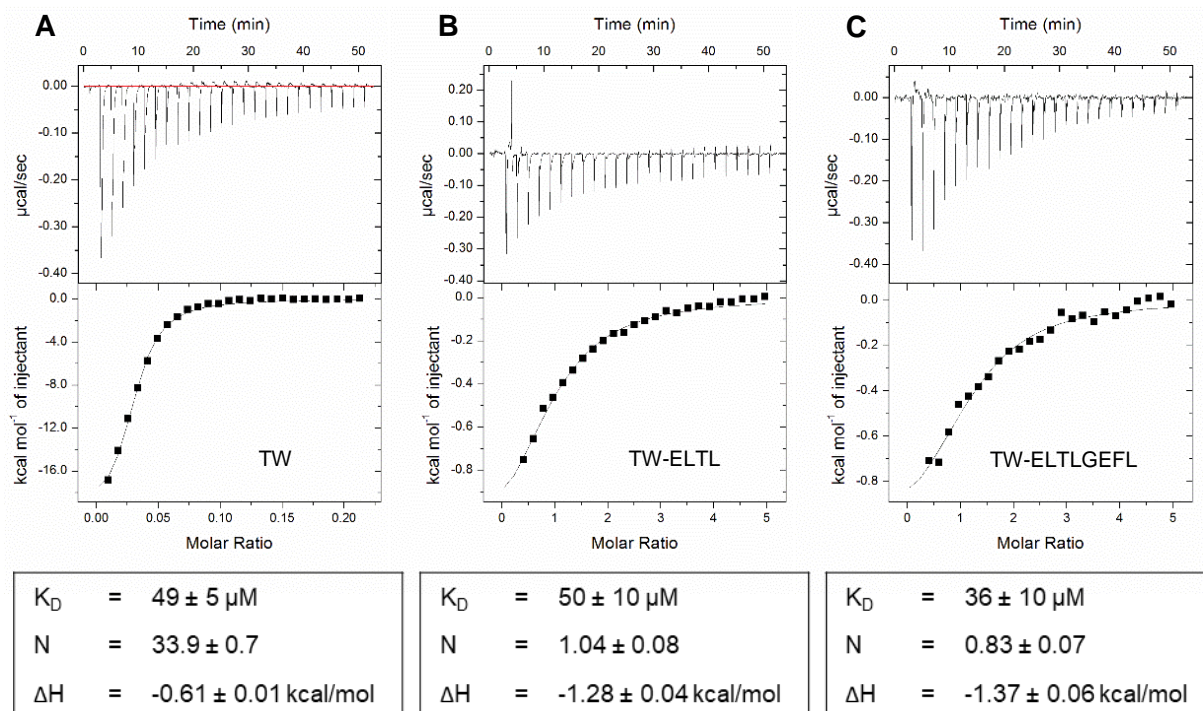 A
Time (min)
0 10 20 30 40 50
0.00
-0.10
-0.20
-0.30
-0.40
µcal/sec
0.0
-4.0
-8.0
-12.0
-16.0
kcal mol⁻¹ of injectant
TW
0.00 0.05 0.10 0.15 0.20
Molar Ratio
K_D = 49 ± 5 µM
N = 33.9 ± 0.7
ΔH = -0.61 ± 0.01 kcal/mol
B
Time (min)
0 10 20 30 40 50
0.20
0.10
0.00
-0.10
-0.20
-0.30
-0.40
µcal/sec
0.0
-0.2
-0.4
-0.6
-0.8
kcal mol⁻¹ of injectant
TW-ELTL
0 1 2 3 4 5
Molar Ratio
K_D = 50 ± 10 µM
N = 1.04 ± 0.08
ΔH = -1.28 ± 0.04 kcal/mol
C
Time (min)
0 10 20 30 40 50
0.00
-0.10
-0.20
-0.30
-0.40
µcal/sec
0.0
-0.2
-0.4
-0.6
-0.8
kcal mol⁻¹ of injectant
TW-ELTLGEFL
0 1 2 3 4 5
Molar Ratio
K_D = 36 ± 10 µM
N = 0.83 ± 0.07
ΔH = -1.37 ± 0.06 kcal/mol